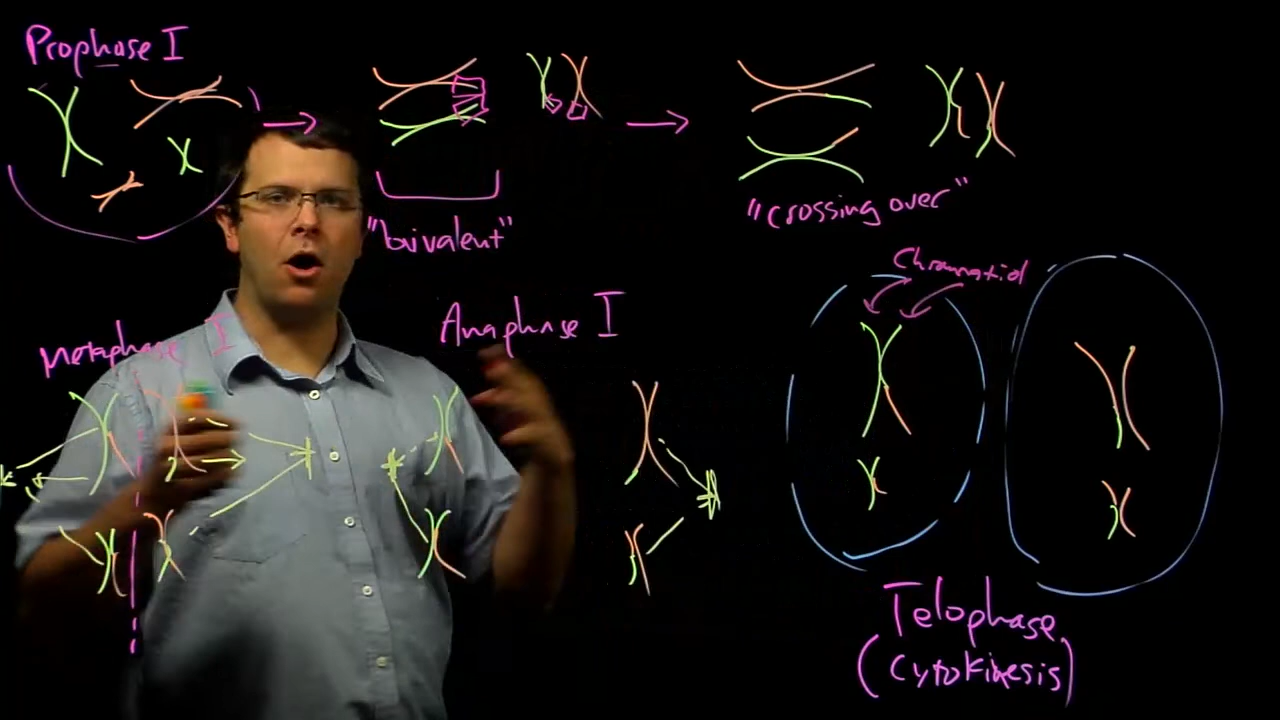 Prophase I
"bivalent"
"crossing over"
Chromatid
Metaphase I
Anaphase I
Telophase
(Cytokinesis)